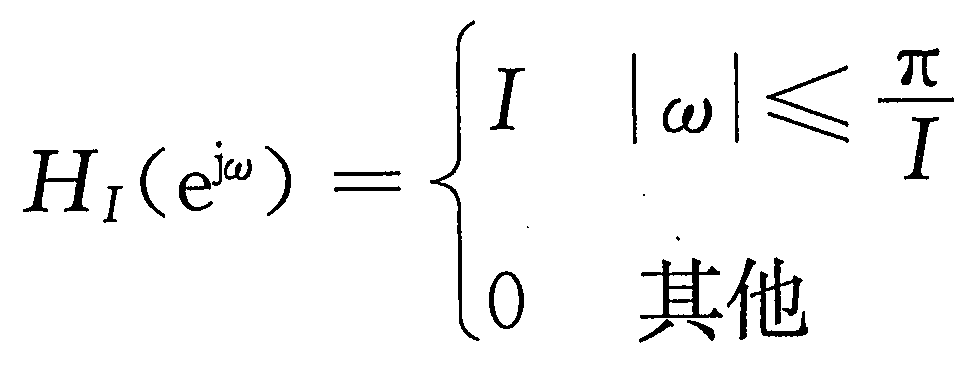 H_I(e^{jω}) = { I |ω| ⩽ π/I
0 其他